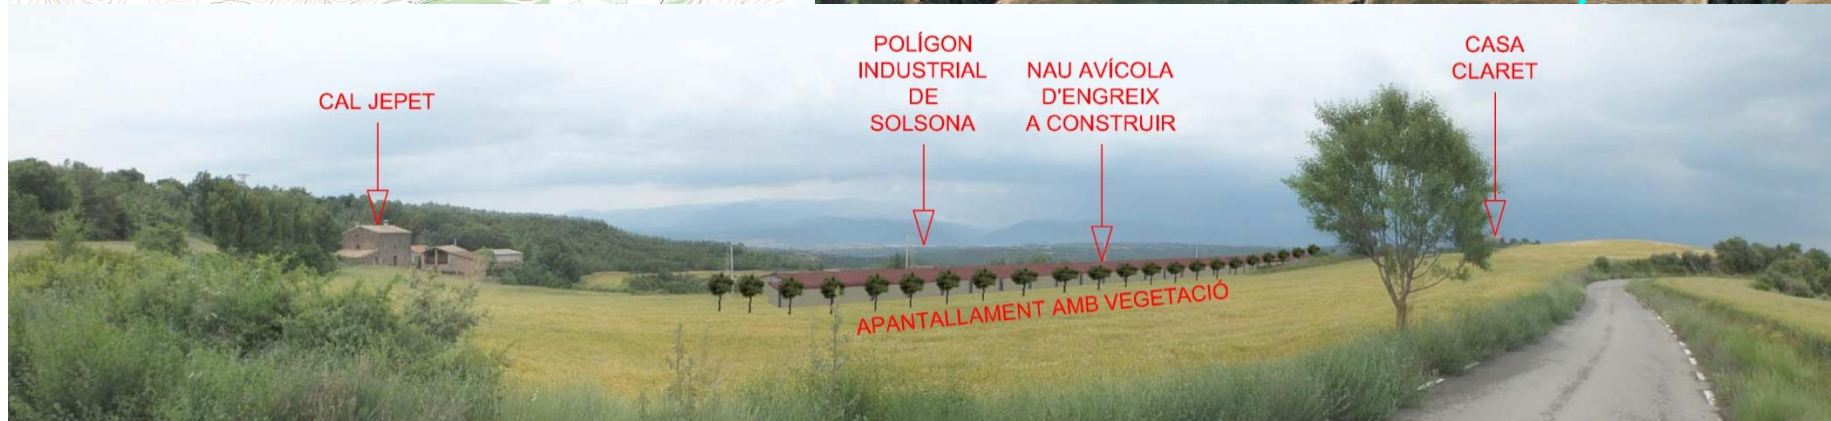 CAL JEPET
POLÍGON
INDUSTRIAL
DE
SOLSONA
NAU AVÍCOLA
D'ENGREIX
A CONSTRUIR
CASA
CLARET
APANTALLAMENT AMB VEGETACIÓ